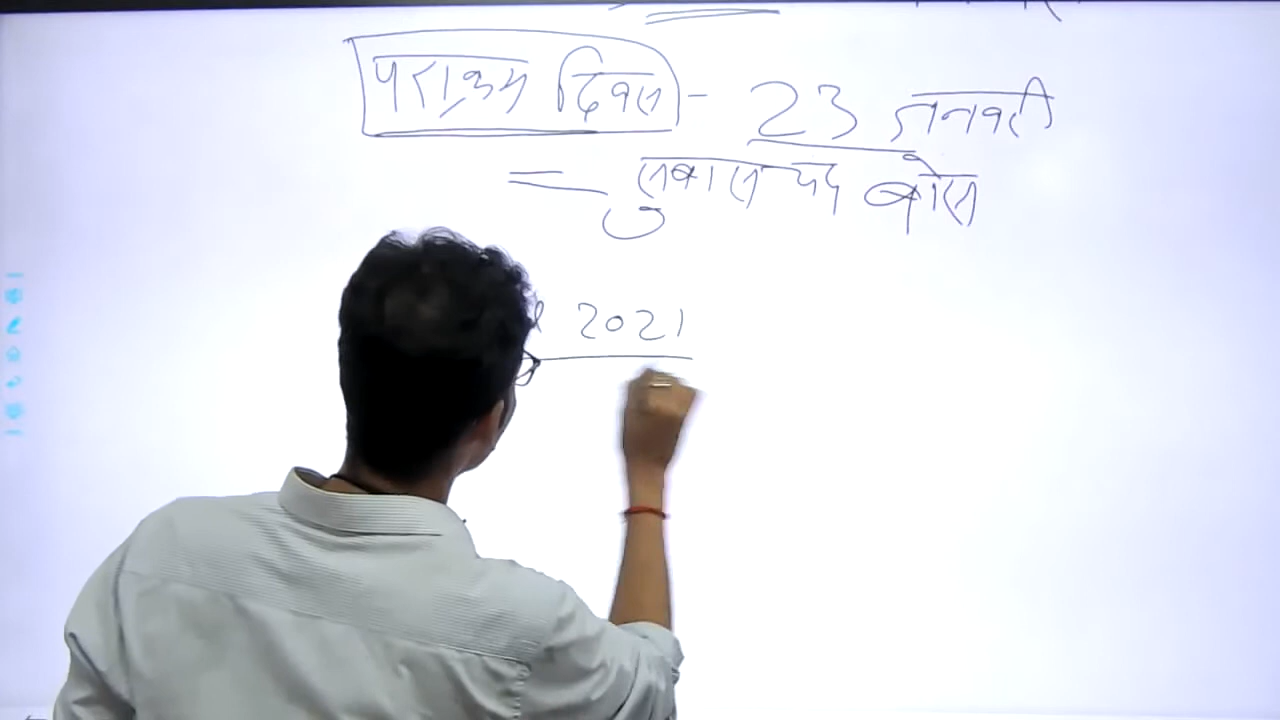 पराक्रम दिवस - 23 जनवरी
= सुबास चंद बोस
2021